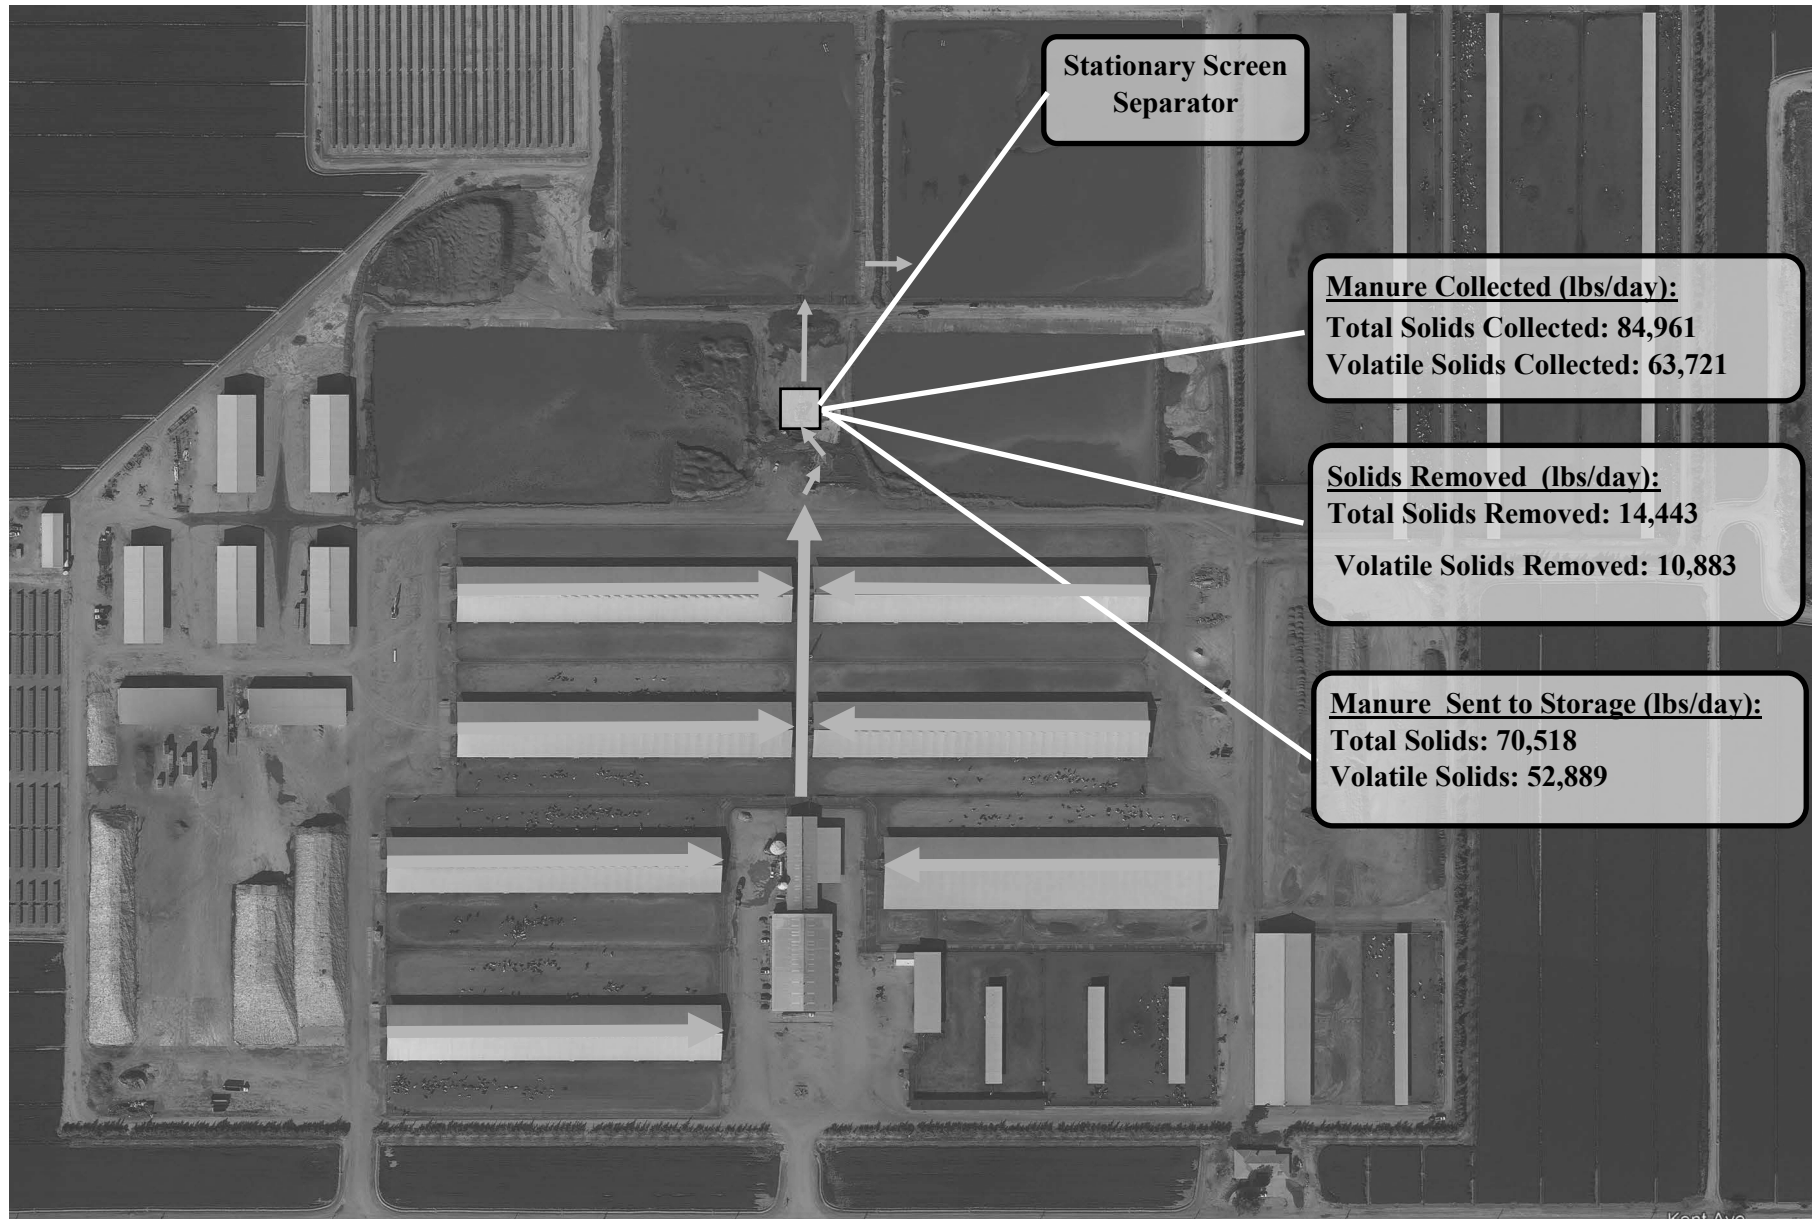 Stationary Screen
Separator
Manure Collected (lbs/day):
Total Solids Collected: 84,961
Volatile Solids Collected: 63,721
Solids Removed (lbs/day):
Total Solids Removed: 14,443
Volatile Solids Removed: 10,883
Manure Sent to Storage (lbs/day):
Total Solids: 70,518
Volatile Solids: 52,889
Kent Ave